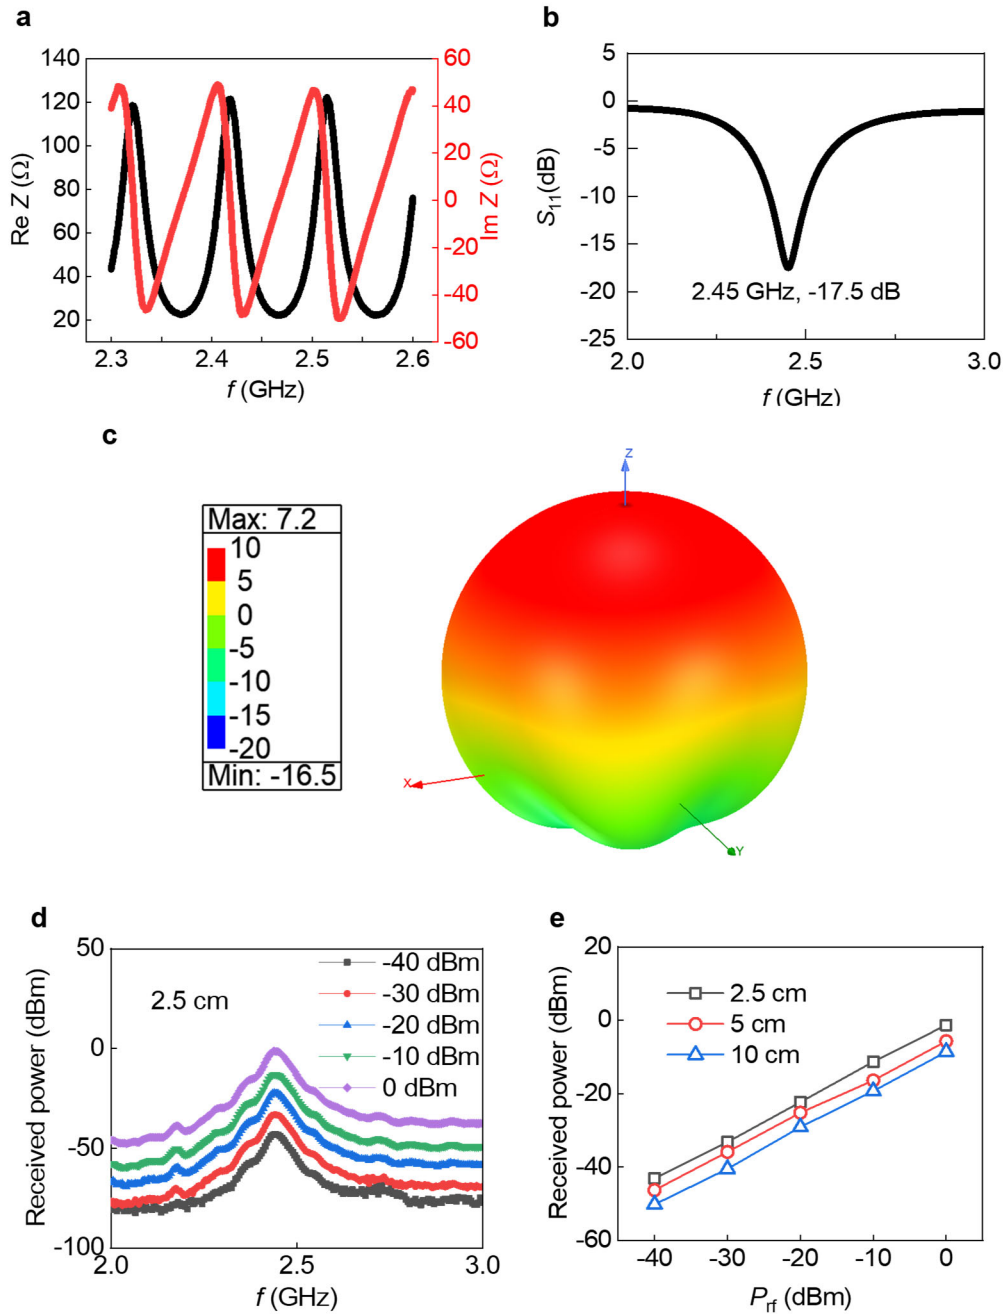 a
140
120
100
80
60
40
20
Re Z (Ω)
60
40
20
0
-20
-40
-60
Im Z (Ω)
2.3
2.4
2.5
2.6
f (GHz)
b
5
0
-5
-10
-15
-20
-25
S11(dB)
2.45 GHz, -17.5 dB
2.0
2.5
3.0
f (GHz)
c
Max: 7.2
10
5
0
-5
-10
-15
-20
Min: -16.5
Z
X
Y
d
50
0
-50
-100
Received power (dBm)
2.5 cm
-40 dBm
-30 dBm
-20 dBm
-10 dBm
0 dBm
2.0
2.5
3.0
f (GHz)
e
20
0
-20
-40
-60
Received power (dBm)
2.5 cm
5 cm
10 cm
-40
-30
-20
-10
0
Prf (dBm)